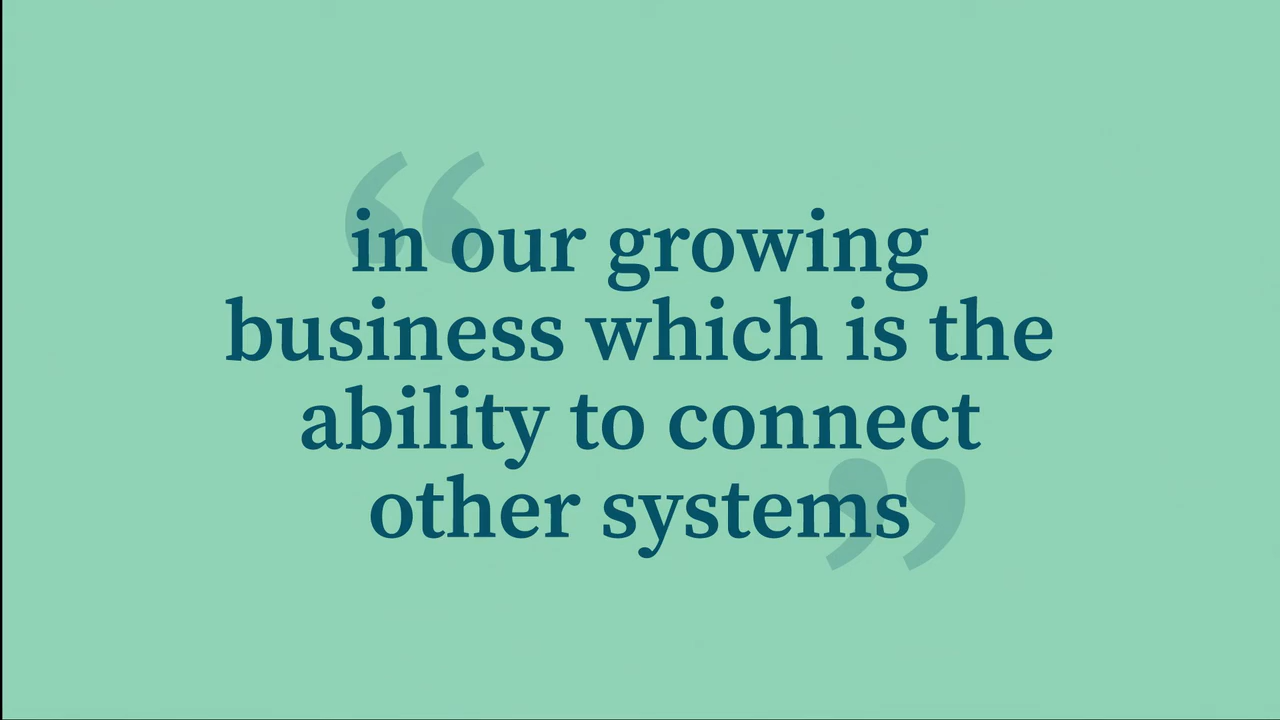 “in our growing
business which is the
ability to connect
other systems”